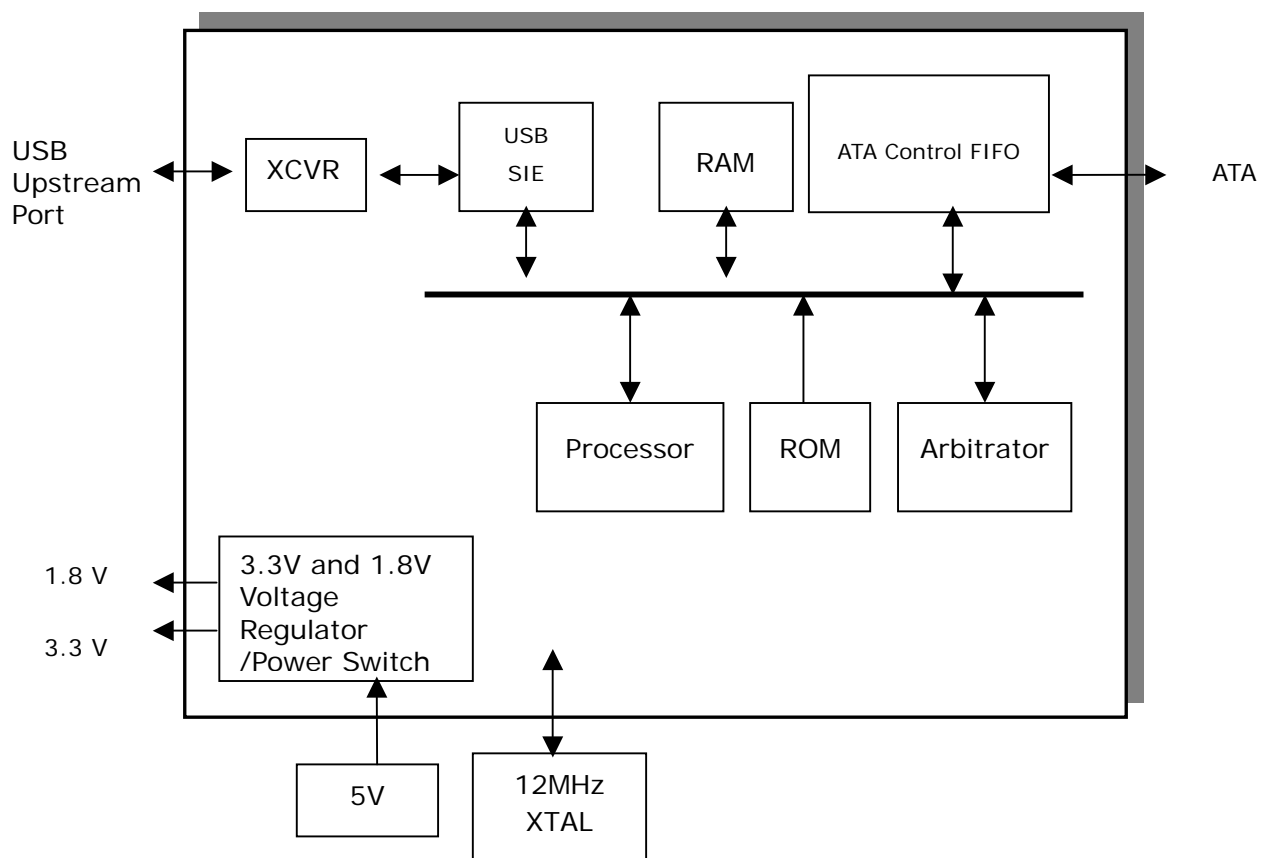 USB
Upstream
Port
XCVR
USB
SIE
RAM
ATA Control FIFO
ATA
Processor
ROM
Arbitrator
1.8 V
3.3 V
3.3V and 1.8V
Voltage
Regulator
/Power Switch
5V
12MHz
XTAL